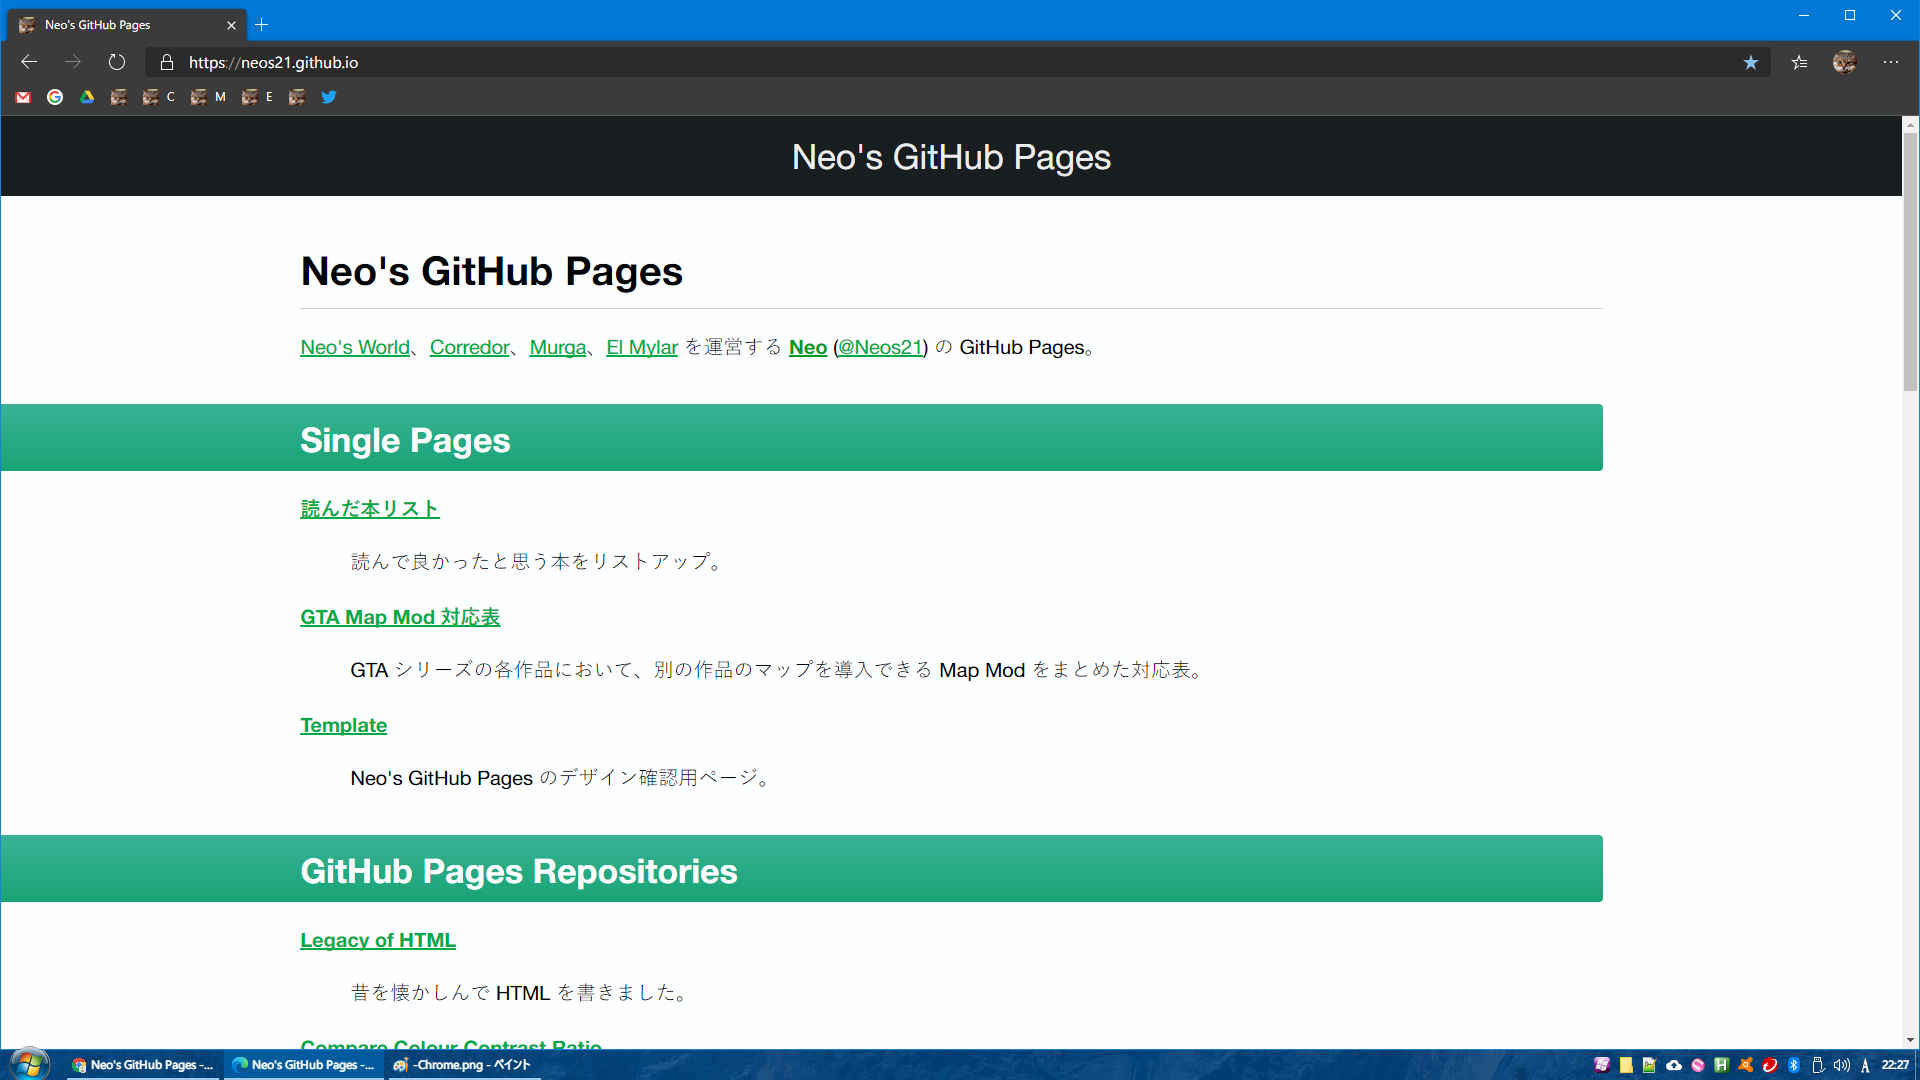 Neo's GitHub Pages
https://neos21.github.io
C M E
Neo's GitHub Pages
Neo's GitHub Pages
Neo's World、Corredor、Murga、El Mylar を運営する Neo (@Neos21) の GitHub Pages。
Single Pages
読んだ本リスト
読んで良かったと思う本をリストアップ。
GTA Map Mod 対応表
GTA シリーズの各作品において、別の作品のマップを導入できる Map Mod をまとめた対応表。
Template
Neo's GitHub Pages のデザイン確認用ページ。
GitHub Pages Repositories
Legacy of HTML
昔を懐かしんで HTML を書きました。
Compare Colour Contrast Ratio
Neo's GitHub Pages -... Neo's GitHub Pages -... -Chrome.png - ペイント A 22:27